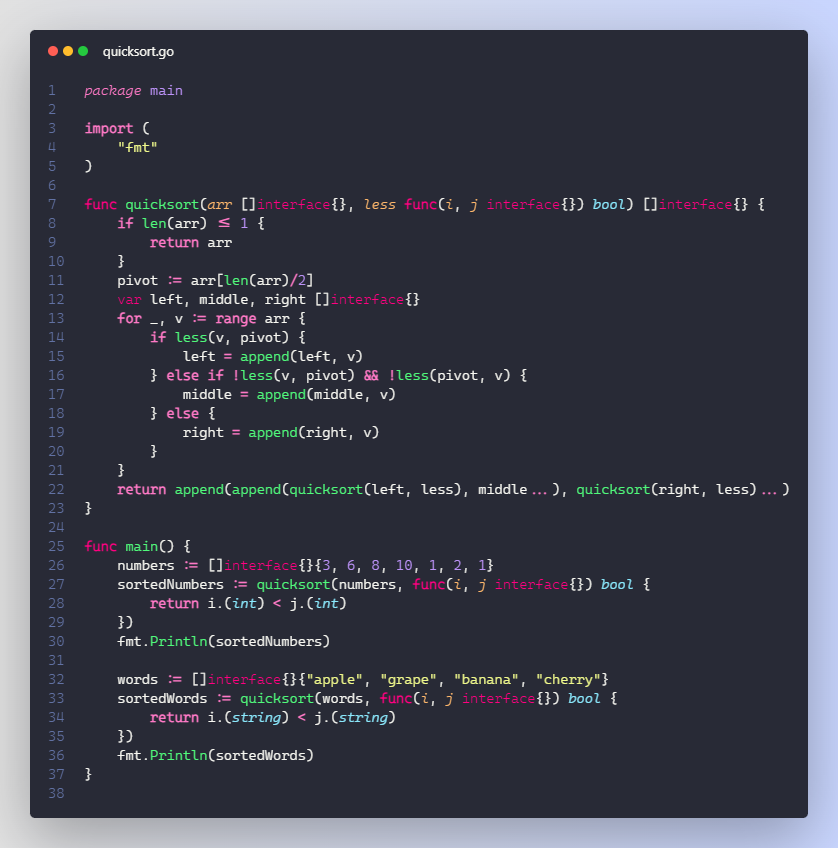 quicksort.go
1 package main
2
3 import (
4     "fmt"
5 )
6
7 func quicksort(arr []interface{}, less func(i, j interface{}) bool) []interface{} {
8     if len(arr) <= 1 {
9         return arr
10     }
11     pivot := arr[len(arr)/2]
12     var left, middle, right []interface{}
13     for _, v := range arr {
14         if less(v, pivot) {
15             left = append(left, v)
16         } else if !less(v, pivot) && !less(pivot, v) {
17             middle = append(middle, v)
18         } else {
19             right = append(right, v)
20         }
21     }
22     return append(append(quicksort(left, less), middle...), quicksort(right, less)...)
23 }
24
25 func main() {
26     numbers := []interface{}{3, 6, 8, 10, 1, 2, 1}
27     sortedNumbers := quicksort(numbers, func(i, j interface{}) bool {
28         return i.(int) < j.(int)
29     })
30     fmt.Println(sortedNumbers)
31
32     words := []interface{}{"apple", "grape", "banana", "cherry"}
33     sortedWords := quicksort(words, func(i, j interface{}) bool {
34         return i.(string) < j.(string)
35     })
36     fmt.Println(sortedWords)
37 }
38